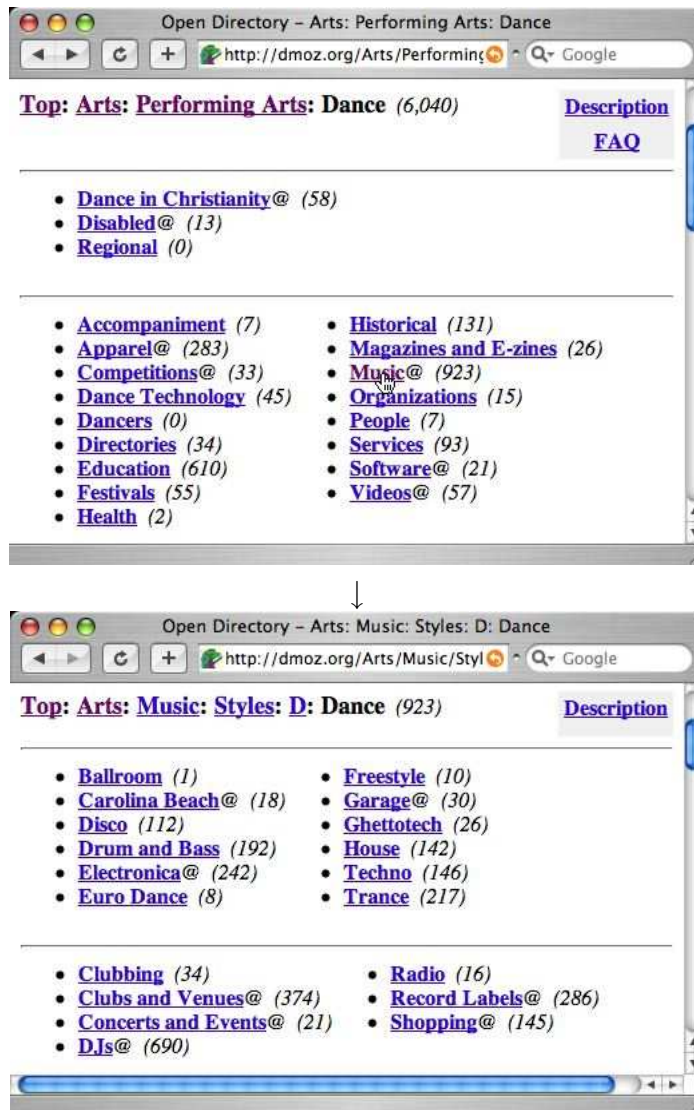 Open Directory – Arts: Performing Arts: Dance
http://dmoz.org/Arts/Performing
Google
Top: Arts: Performing Arts: Dance (6,040)
Description
FAQ
Dance in Christianity@ (58)
Disabled@ (13)
Regional (0)
Accompaniment (7)
Apparel@ (283)
Competitions@ (33)
Dance Technology (45)
Dancers (0)
Directories (34)
Education (610)
Festivals (55)
Health (2)
Historical (131)
Magazines and E-zines (26)
Music@ (923)
Organizations (15)
People (7)
Services (93)
Software@ (21)
Videos@ (57)
↓
Open Directory – Arts: Music: Styles: D: Dance
http://dmoz.org/Arts/Music/Styl
Google
Top: Arts: Music: Styles: D: Dance (923)
Description
Ballroom (1)
Carolina Beach@ (18)
Disco (112)
Drum and Bass (192)
Electronica@ (242)
Euro Dance (8)
Freestyle (10)
Garage@ (30)
Ghettotech (26)
House (142)
Techno (146)
Trance (217)
Clubbing (34)
Clubs and Venues@ (374)
Concerts and Events@ (21)
DJs@ (690)
Radio (16)
Record Labels@ (286)
Shopping@ (145)